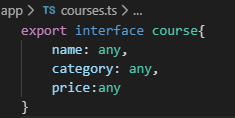 app > TS courses.ts > ...
export interface course{
name: any,
category: any,
price:any
}